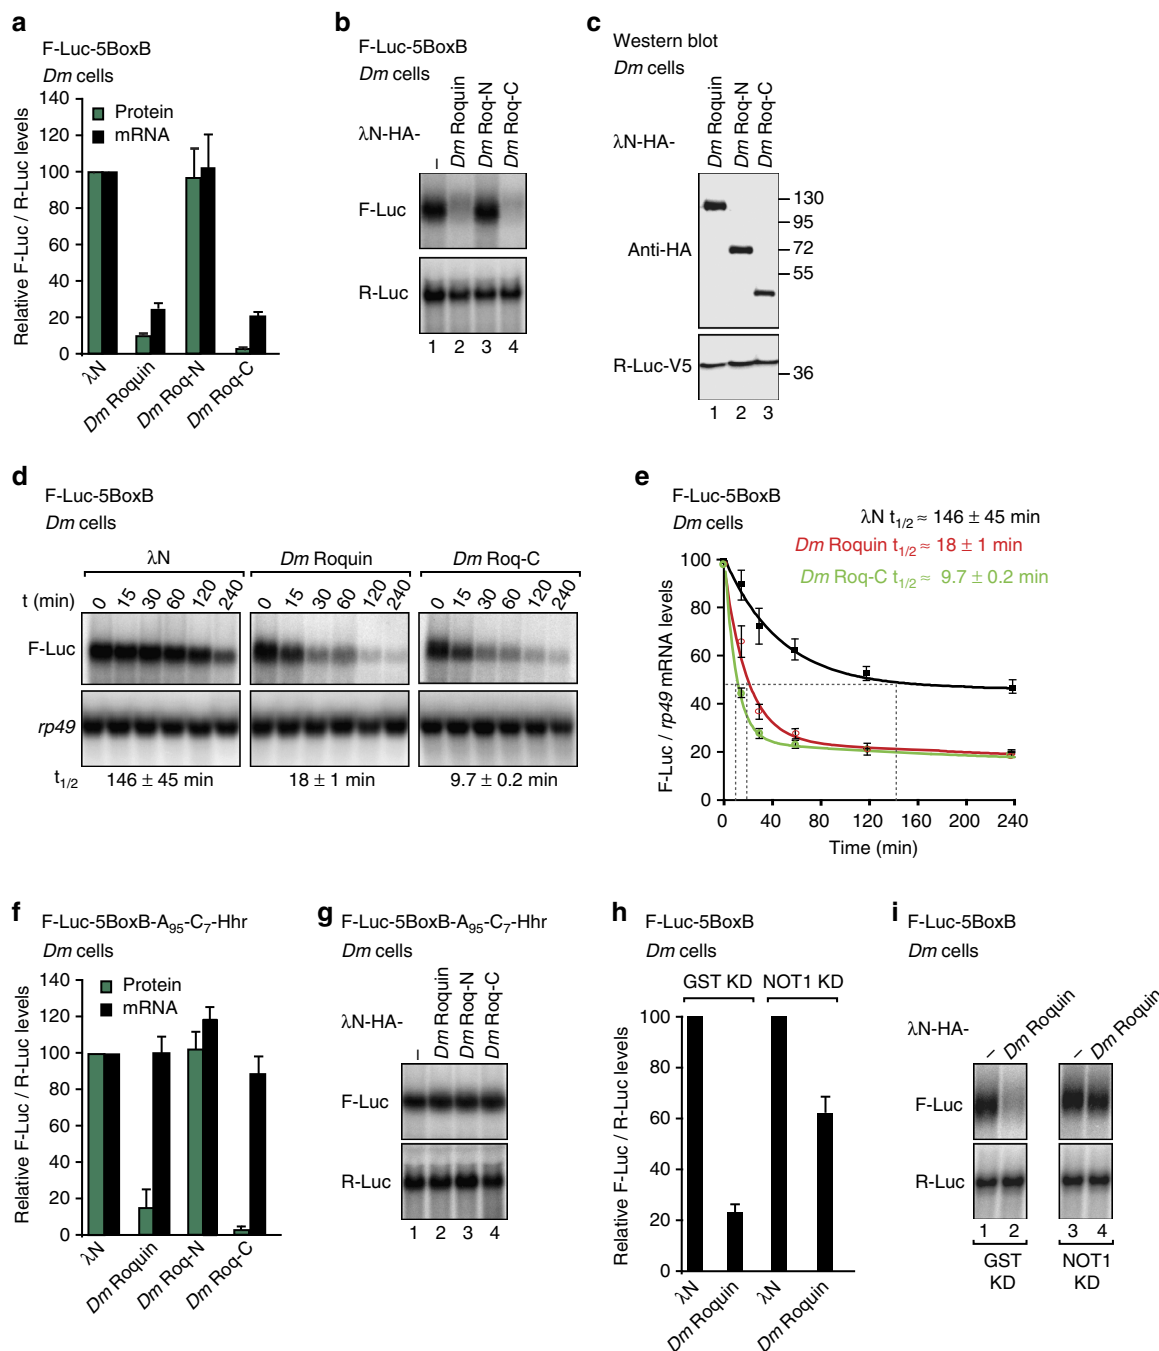 a
F-Luc-5BoxB
Dm cells
Relative F-Luc / R-Luc levels
140
120
100
80
60
40
20
0
Protein
mRNA
λN
Dm Roquin
Dm Roq-N
Dm Roq-C
b
F-Luc-5BoxB
Dm cells
λN-HA-
–
Dm Roquin
Dm Roq-N
Dm Roq-C
F-Luc
R-Luc
1 2 3 4
c
Western blot
Dm cells
λN-HA-
Dm Roquin
Dm Roq-N
Dm Roq-C
Anti-HA
130
95
72
55
R-Luc-V5
36
1 2 3
d
F-Luc-5BoxB
Dm cells
λN Dm Roquin Dm Roq-C
t (min) 0 15 30 60 120 240 0 15 30 60 120 240 0 15 30 60 120 240
F-Luc
rp49
t1/2 146 ± 45 min 18 ± 1 min 9.7 ± 0.2 min
e
F-Luc-5BoxB
Dm cells
λN t1/2 ≈ 146 ± 45 min
Dm Roquin t1/2 ≈ 18 ± 1 min
Dm Roq-C t1/2 ≈ 9.7 ± 0.2 min
F-Luc / rp49 mRNA levels
100
80
60
40
20
0
0 40 80 120 160 200 240
Time (min)
f
F-Luc-5BoxB-A95-C7-Hhr
Dm cells
Relative F-Luc / R-Luc levels
140
120
100
80
60
40
20
0
Protein
mRNA
λN
Dm Roquin
Dm Roq-N
Dm Roq-C
g
F-Luc-5BoxB-A95-C7-Hhr
Dm cells
λN-HA-
–
Dm Roquin
Dm Roq-N
Dm Roq-C
F-Luc
R-Luc
1 2 3 4
h
F-Luc-5BoxB
Dm cells
GST KD NOT1 KD
Relative F-Luc / R-Luc levels
100
80
60
40
20
0
λN
Dm Roquin
λN
Dm Roquin
i
F-Luc-5BoxB
Dm cells
λN-HA-
–
Dm Roquin
–
Dm Roquin
F-Luc
R-Luc
1 2 3 4
GST KD
NOT1 KD